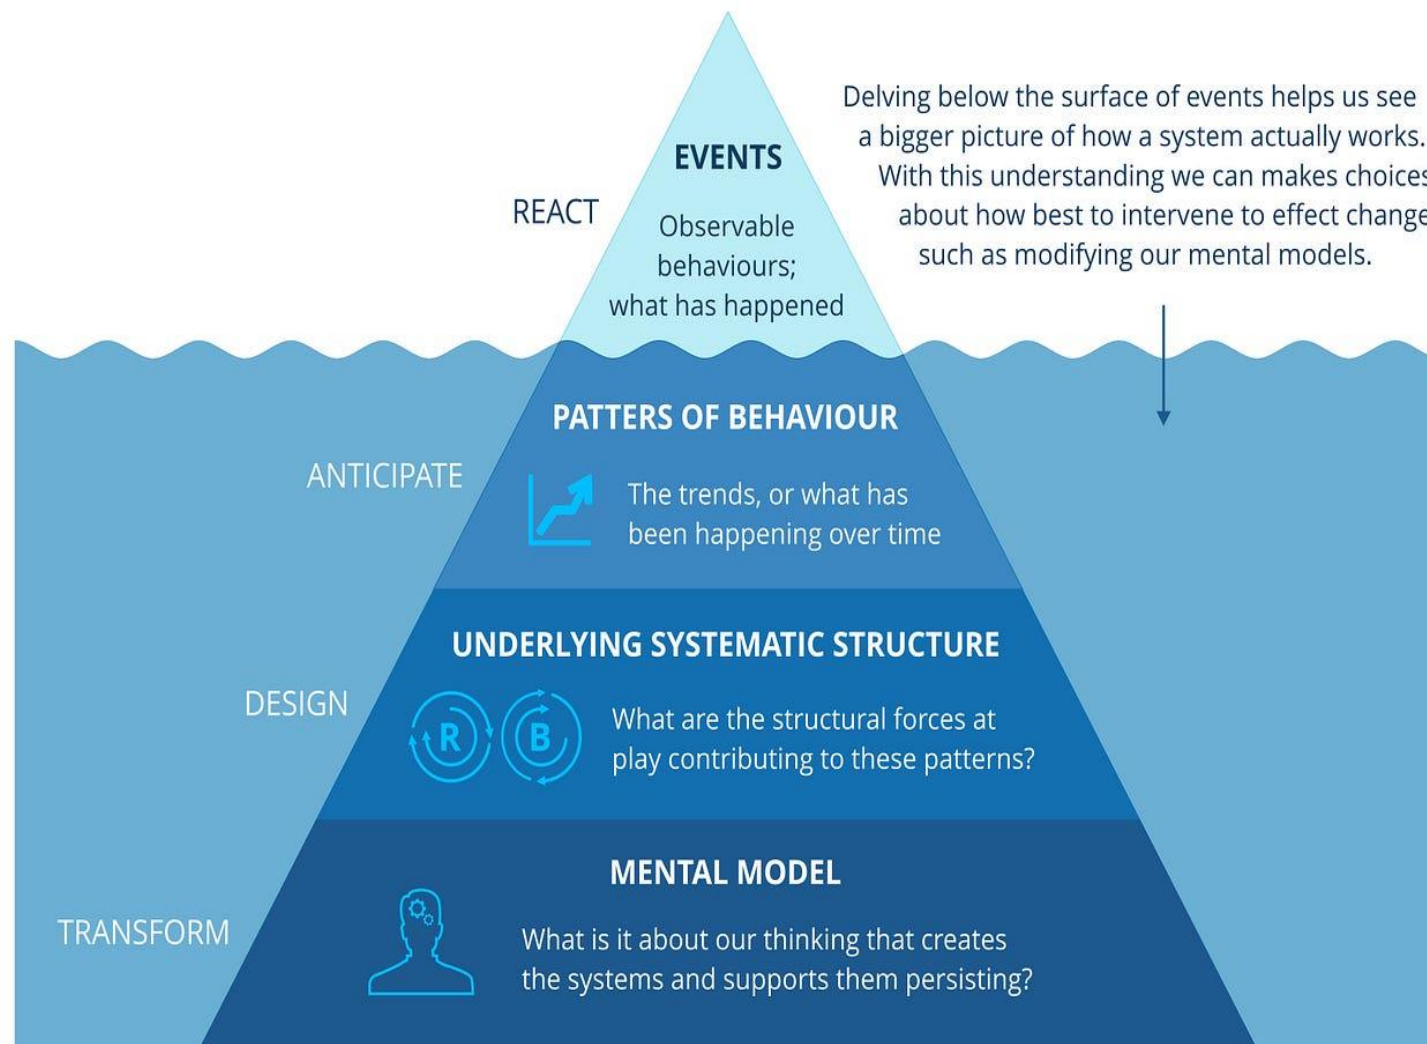 Delving below the surface of events helps us see
a bigger picture of how a system actually works.
With this understanding we can makes choices
about how best to intervene to effect change
such as modifying our mental models.
EVENTS
REACT
Observable
behaviours;
what has happened
PATTERS OF BEHAVIOUR
ANTICIPATE
The trends, or what has
been happening over time
UNDERLYING SYSTEMATIC STRUCTURE
DESIGN
R
B
What are the structural forces at
play contributing to these patterns?
MENTAL MODEL
TRANSFORM
What is it about our thinking that creates
the systems and supports them persisting?